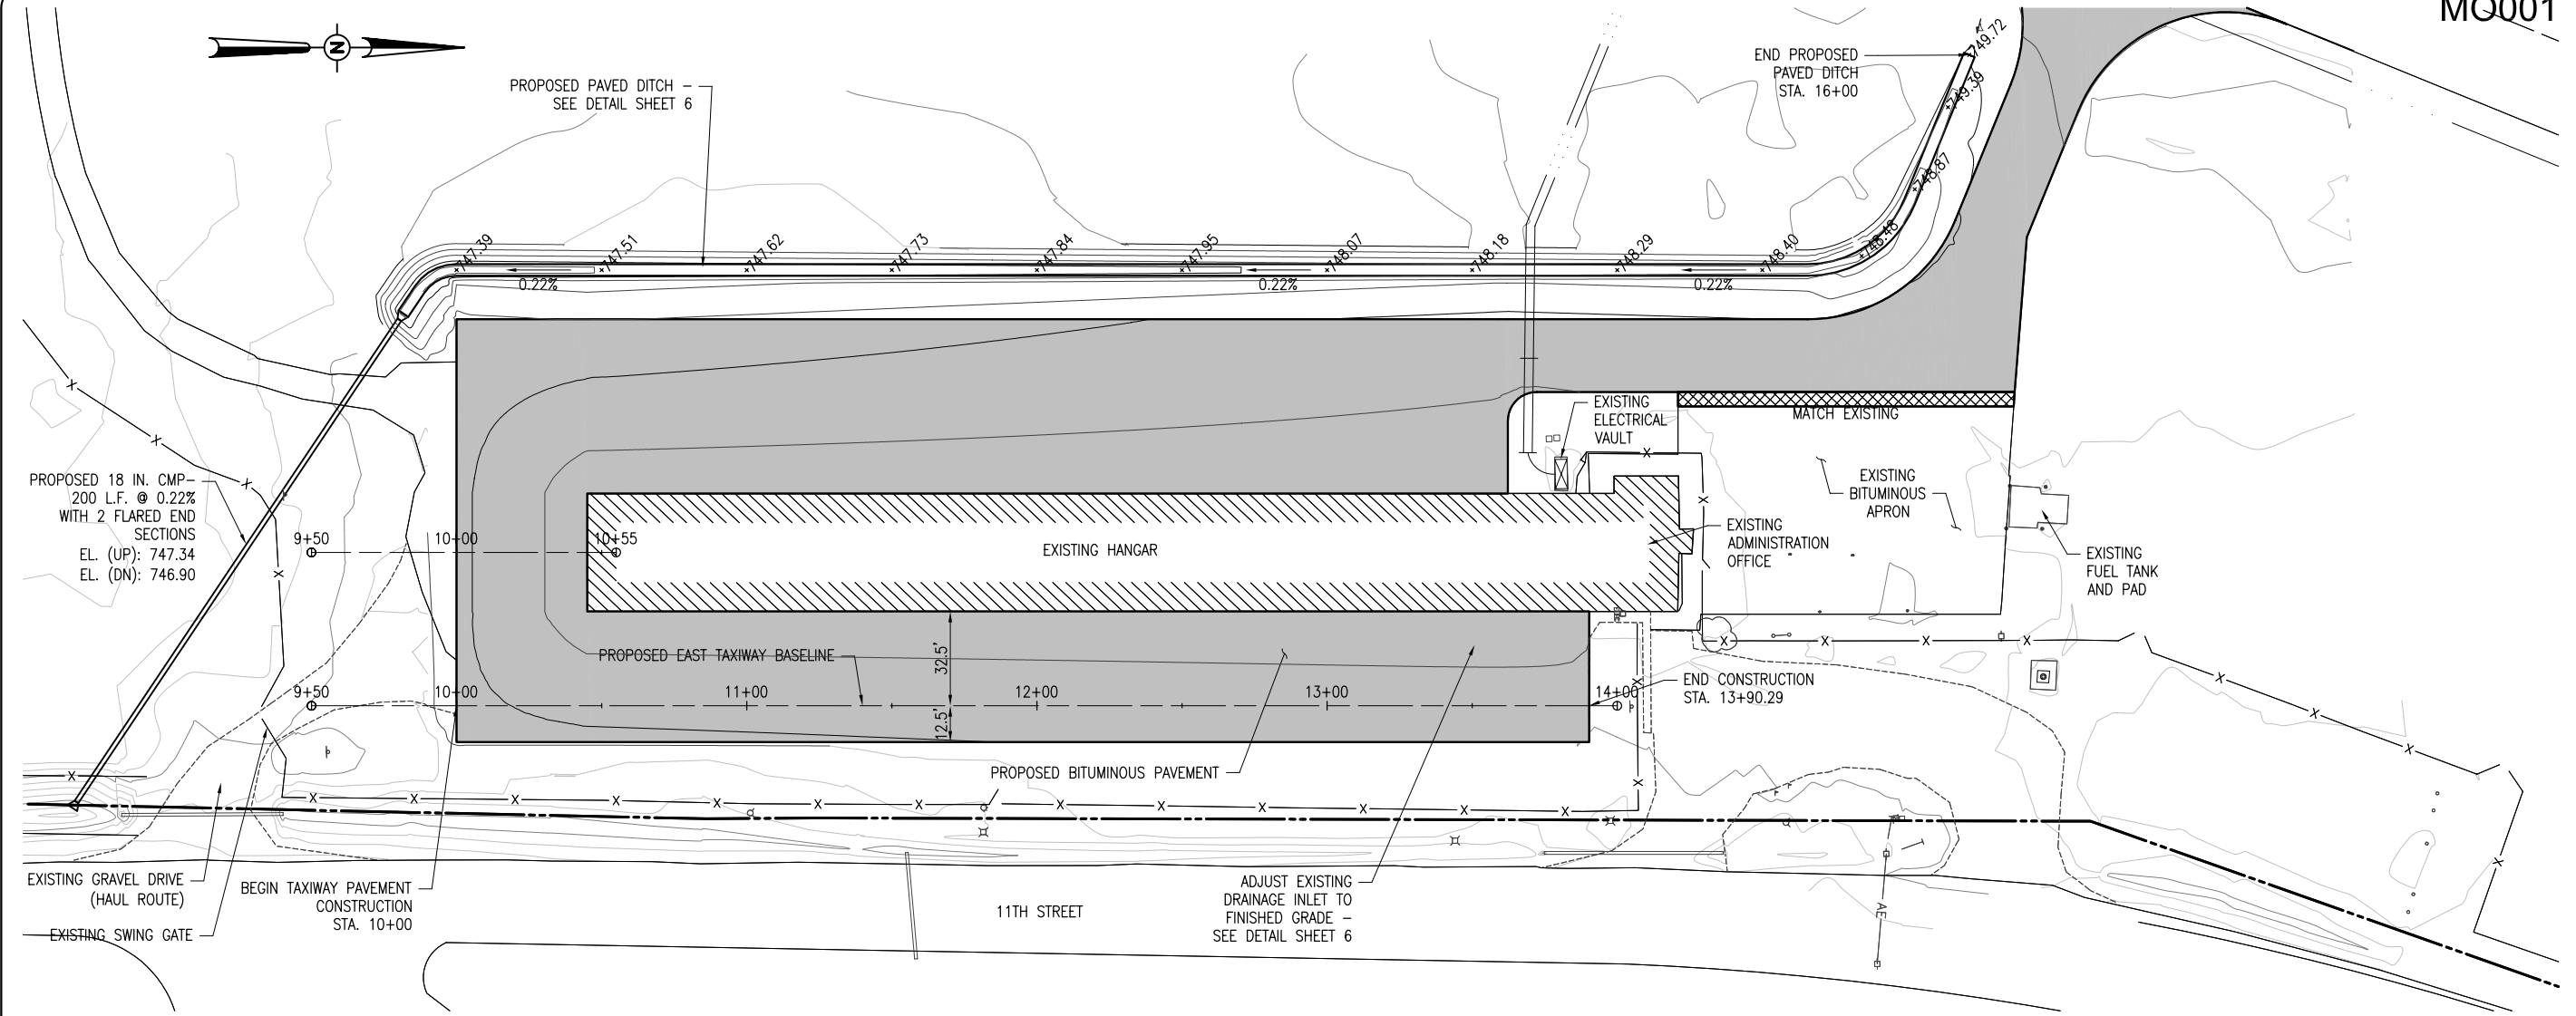 MO001
N
PROPOSED PAVED DITCH -
SEE DETAIL SHEET 6
END PROPOSED
PAVED DITCH
STA. 16+00
749.72
749.39
748.87
748.48
747.39
747.51
747.62
747.73
747.84
747.95
748.07
748.18
748.29
748.40
0.22%
0.22%
0.22%
MATCH EXISTING
EXISTING
ELECTRICAL
VAULT
EXISTING
BITUMINOUS
APRON
PROPOSED 18 IN. CMP-
200 L.F. @ 0.22%
WITH 2 FLARED END
SECTIONS
EL. (UP): 747.34
EL. (DN): 746.90
9+50
10+00
10+55
EXISTING HANGAR
EXISTING
ADMINISTRATION
OFFICE
EXISTING
FUEL TANK
AND PAD
PROPOSED EAST TAXIWAY BASELINE
32.5'
12.5'
9+50
10+00
11+00
12+00
13+00
14+00
END CONSTRUCTION
STA. 13+90.29
PROPOSED BITUMINOUS PAVEMENT
EXISTING GRAVEL DRIVE
(HAUL ROUTE)
EXISTING SWING GATE
BEGIN TAXIWAY PAVEMENT
CONSTRUCTION
STA. 10+00
11TH STREET
ADJUST EXISTING
DRAINAGE INLET TO
FINISHED GRADE -
SEE DETAIL SHEET 6
AE